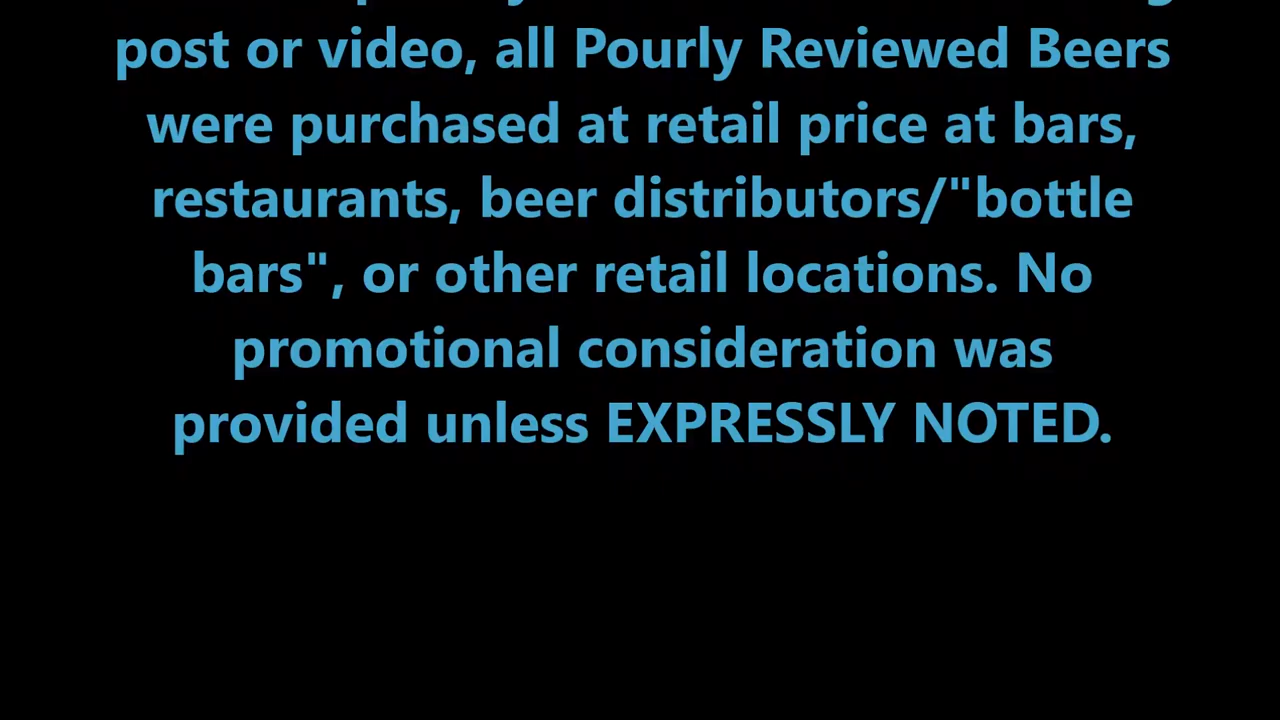 post or video, all Pourly Reviewed Beers
were purchased at retail price at bars,
restaurants, beer distributors/"bottle
bars", or other retail locations. No
promotional consideration was
provided unless EXPRESSLY NOTED.